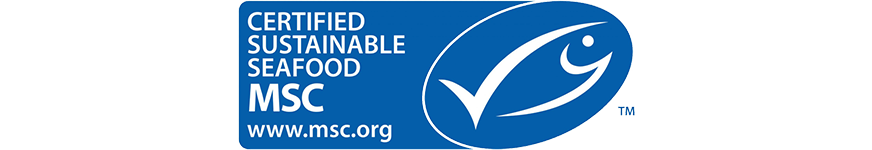 CERTIFIED
SUSTAINABLE
SEAFOOD
MSC
www.msc.org
TM